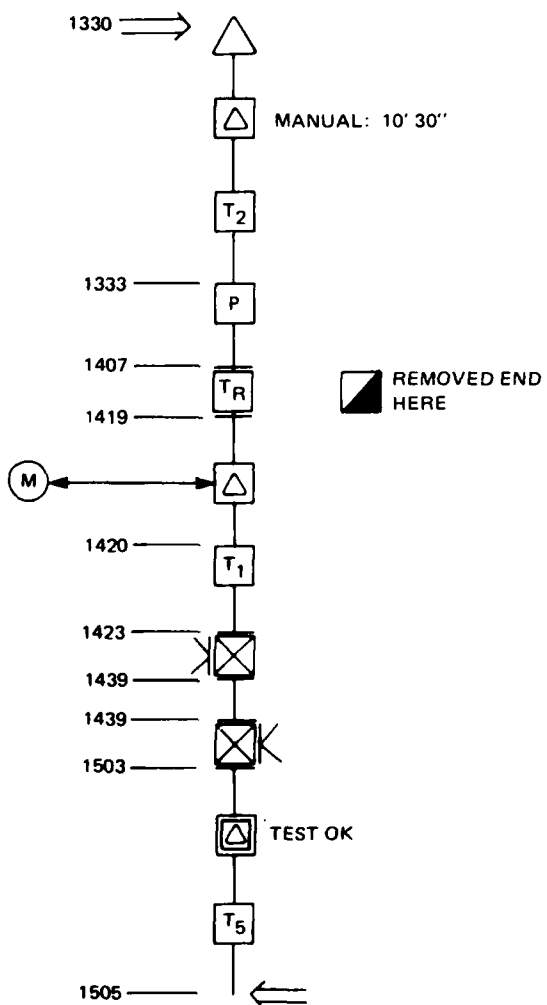 1330
MANUAL: 10' 30"
T2
1333
P
1407
TR
REMOVED END
HERE
1419
M
1420
T1
1423
1439
1439
1503
TEST OK
T5
1505